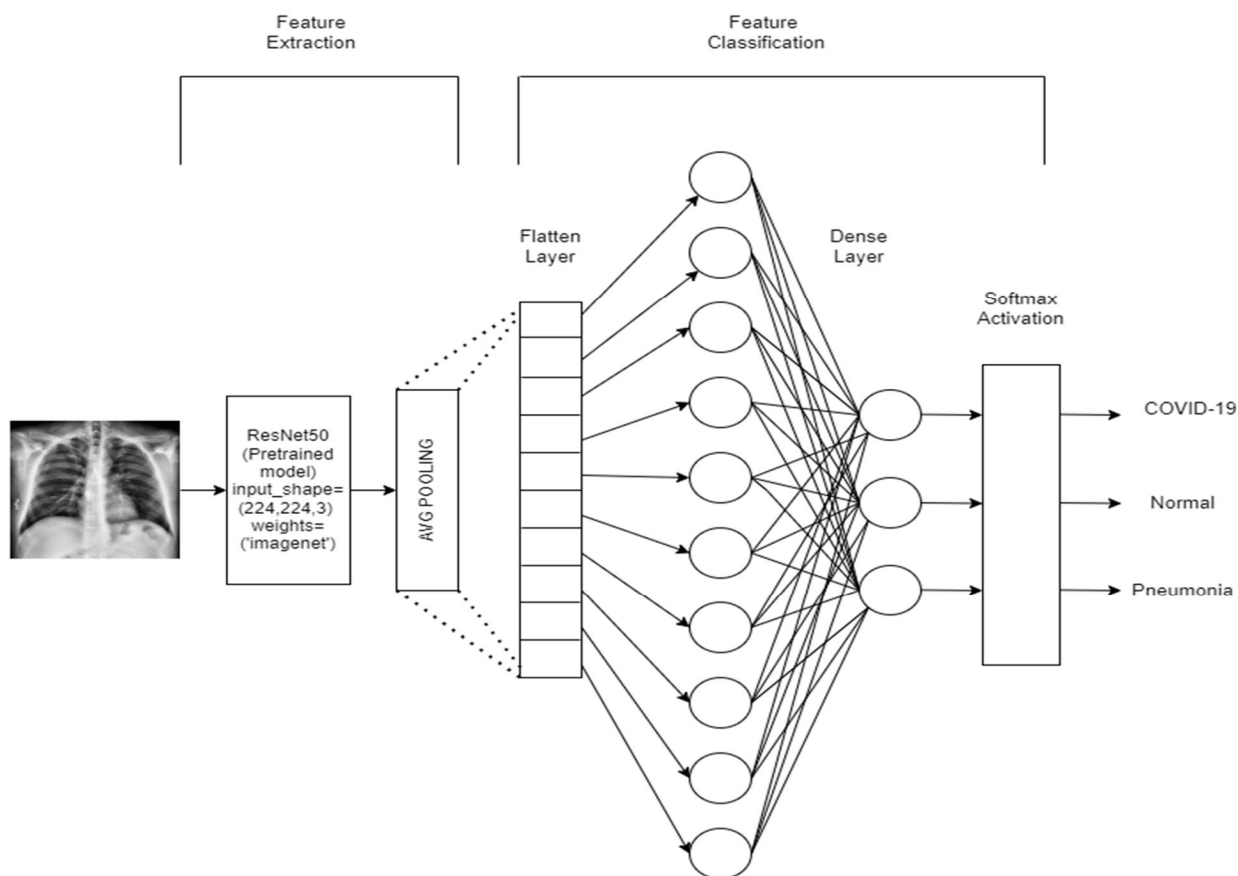 Feature
Extraction
Feature
Classification
Flatten
Layer
Dense
Layer
Softmax
Activation
ResNet50
(Pretrained
model)
input_shape=
(224,224,3)
weights=
('imagenet')
AVG POOLING
COVID-19
Normal
Pneumonia